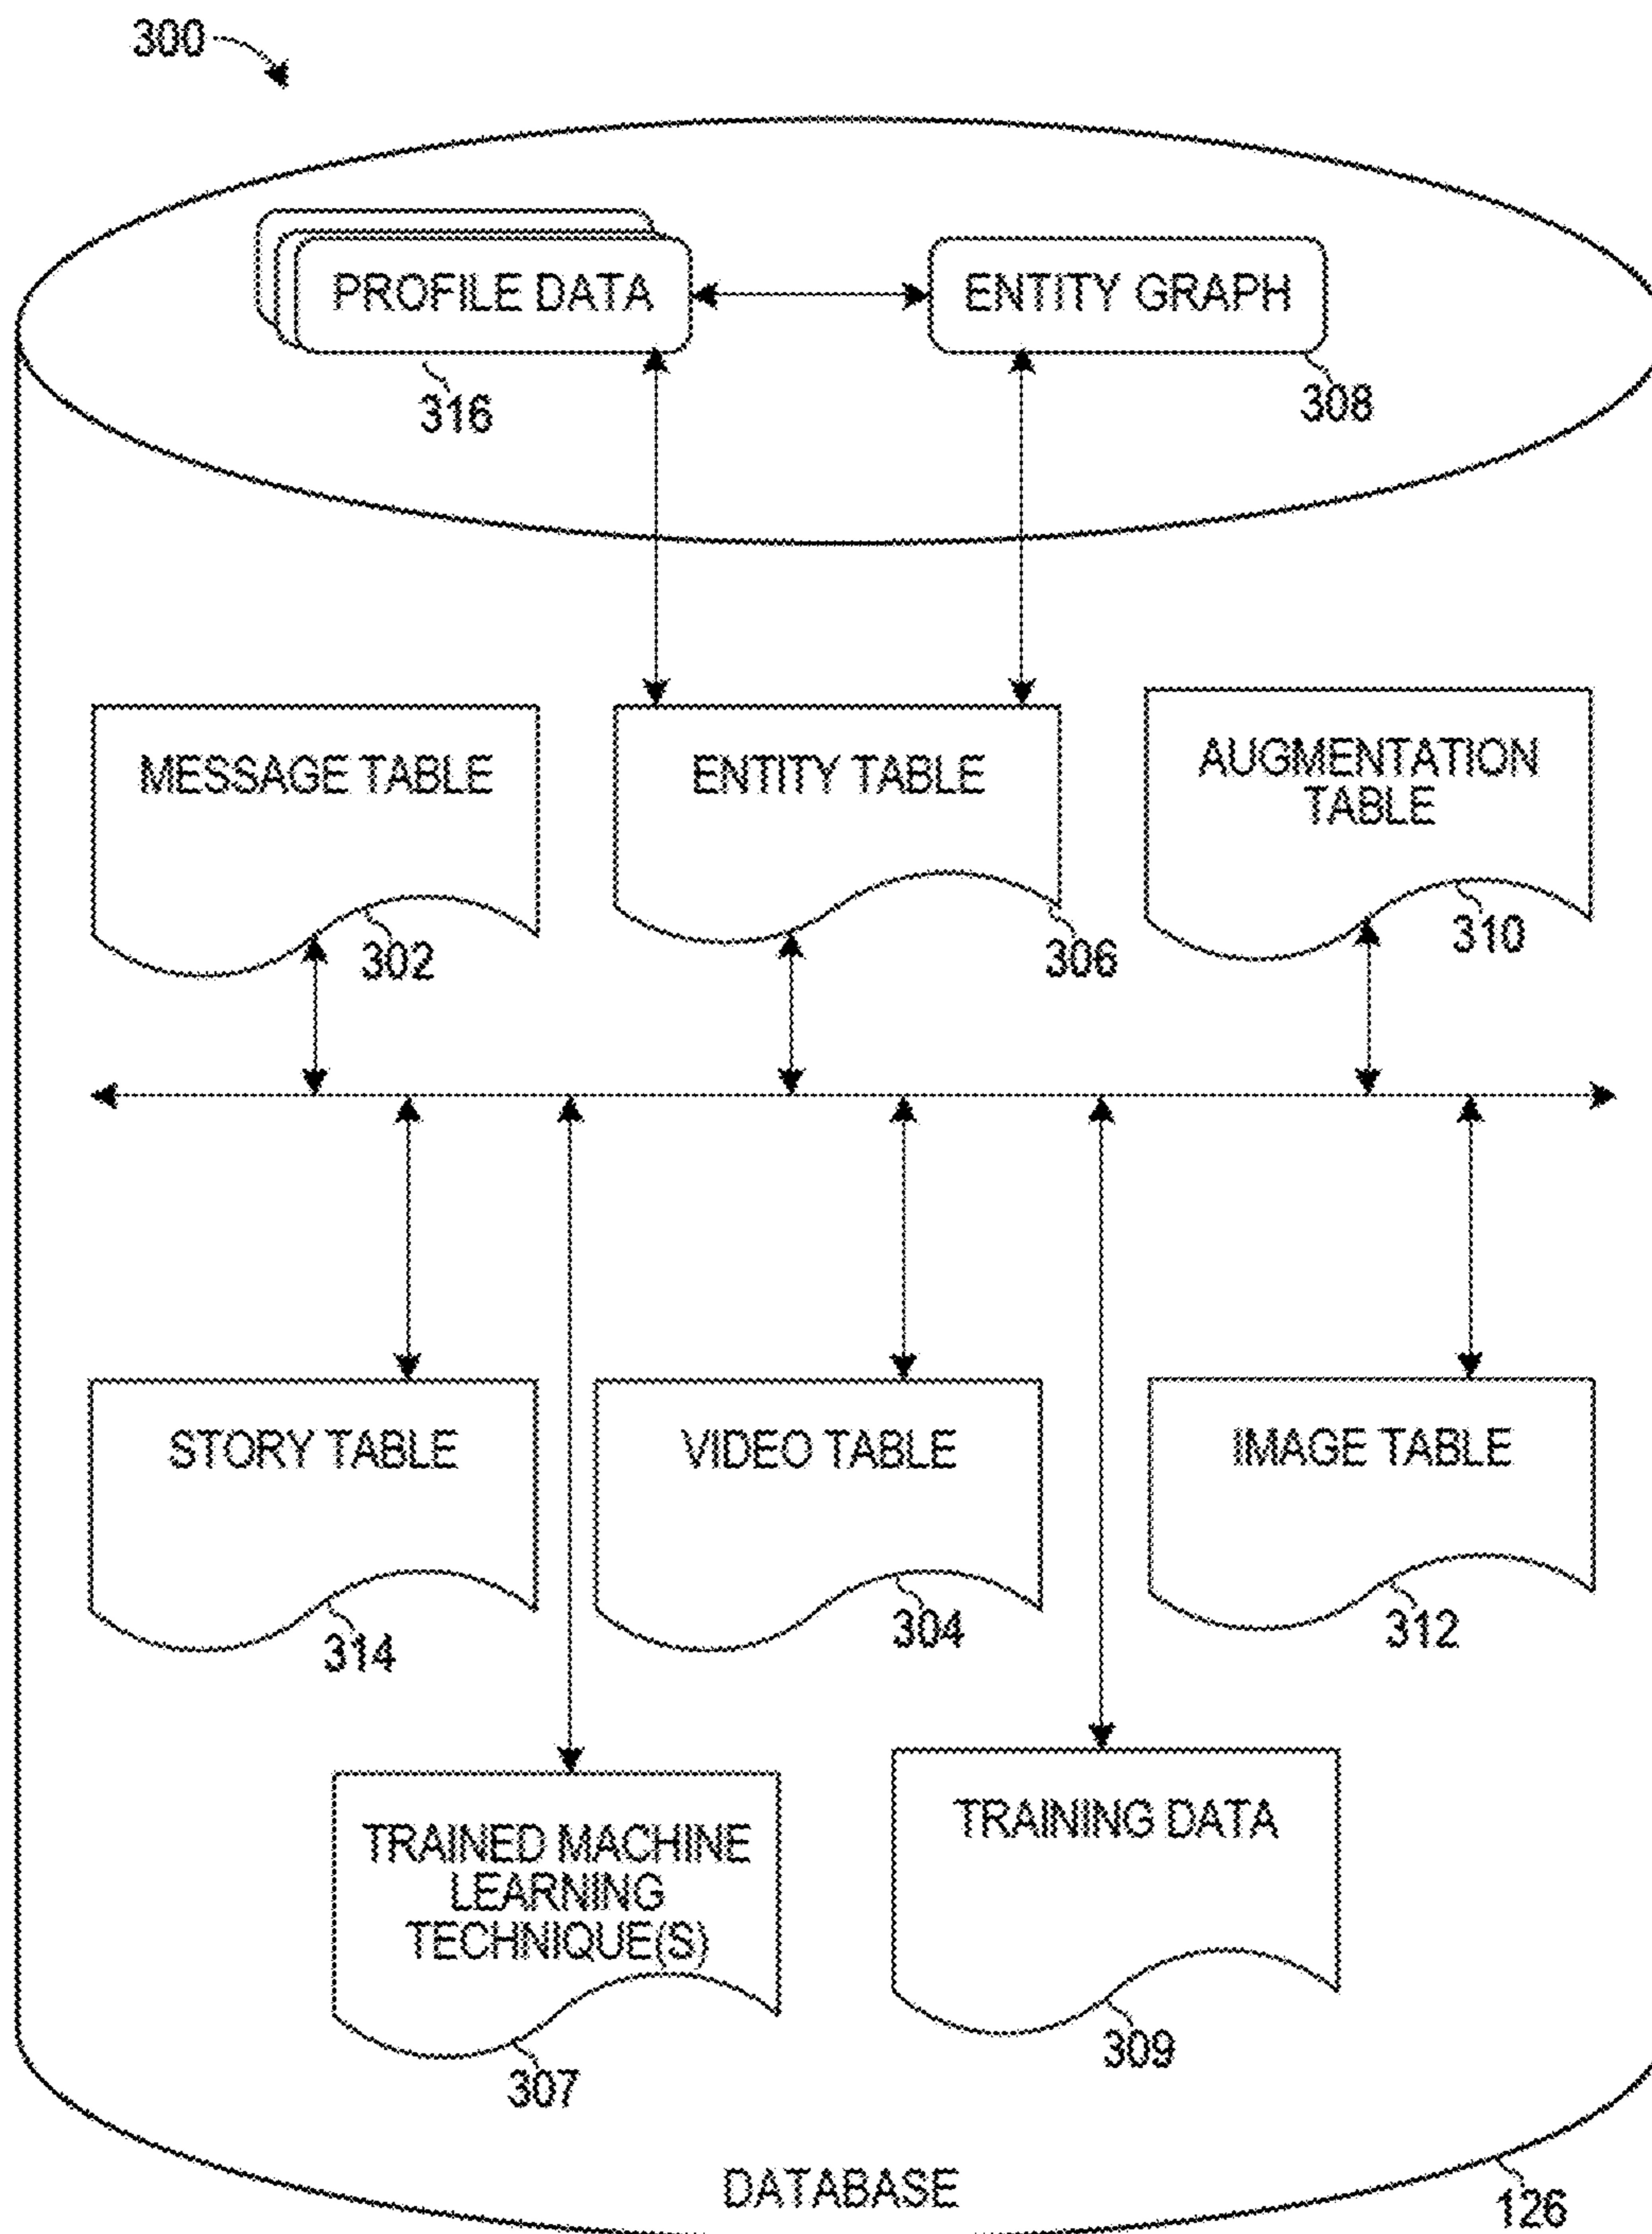 300
PROFILE DATA
ENTITY GRAPH
316
308
MESSAGE TABLE
ENTITY TABLE
AUGMENTATION
TABLE
302
306
310
STORY TABLE
VIDEO TABLE
IMAGE TABLE
314
304
312
TRAINED MACHINE
LEARNING
TECHNIQUE(S)
TRAINING DATA
307
309
DATABASE
126